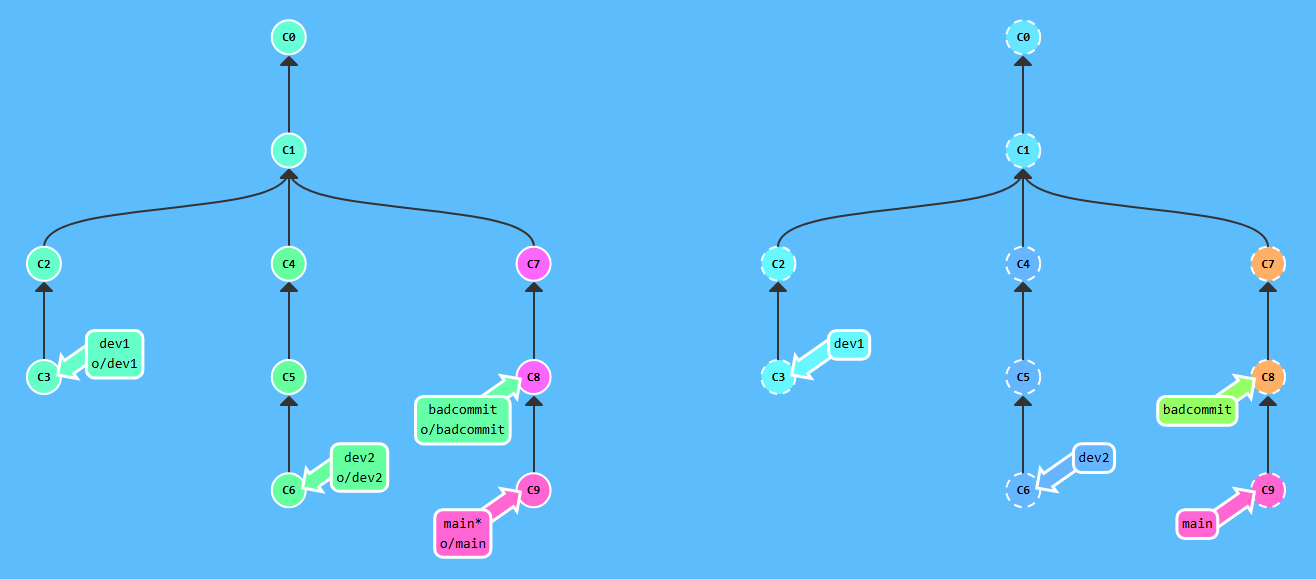 C0
C0
C1
C1
C2
C4
C7
C2
C4
C7
dev1
o/dev1
dev1
C3
C5
C8
C3
C5
C8
badcommit
o/badcommit
badcommit
dev2
o/dev2
dev2
C6
C9
C6
C9
main*
o/main
main